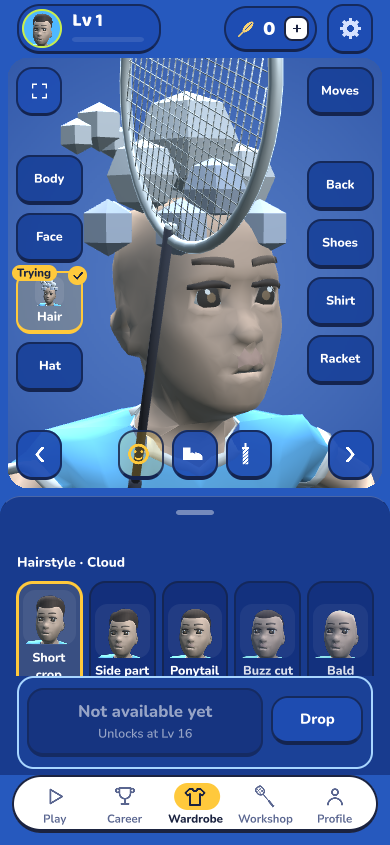 Lv 1
0
+
Moves
Body
Back
Face
Shoes
Trying
Hair
Shirt
Hat
Racket
Hairstyle · Cloud
Short crop
Side part
Ponytail
Buzz cut
Bald
Not available yet
Unlocks at Lv 16
Drop
Play
Career
Wardrobe
Workshop
Profile